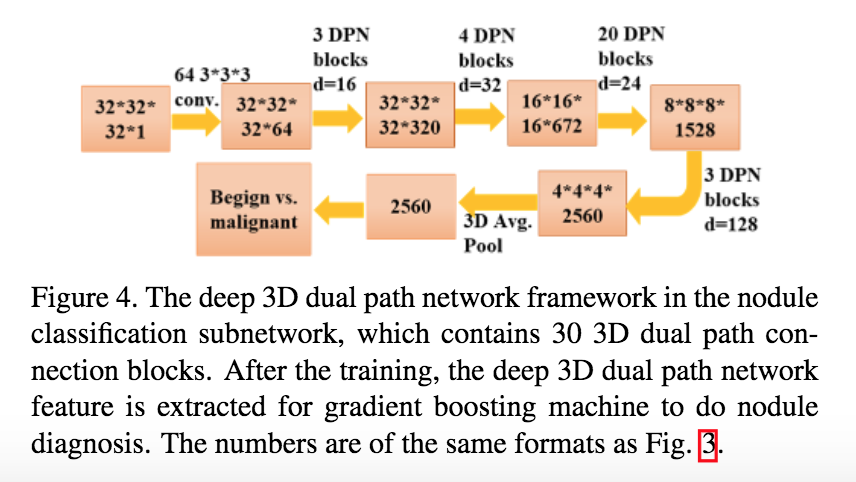 3 DPN
blocks
d=16
4 DPN
blocks
d=32
20 DPN
blocks
d=24
64 3*3*3
conv.
32*32*
32*1
32*32*
32*64
32*32*
32*320
16*16*
16*672
8*8*8*
1528
3 DPN
blocks
d=128
4*4*4*
2560
3D Avg.
Pool
2560
Begign vs.
malignant
Figure 4. The deep 3D dual path network framework in the nodule
classification subnetwork, which contains 30 3D dual path con-
nection blocks. After the training, the deep 3D dual path network
feature is extracted for gradient boosting machine to do nodule
diagnosis. The numbers are of the same formats as Fig. 3.